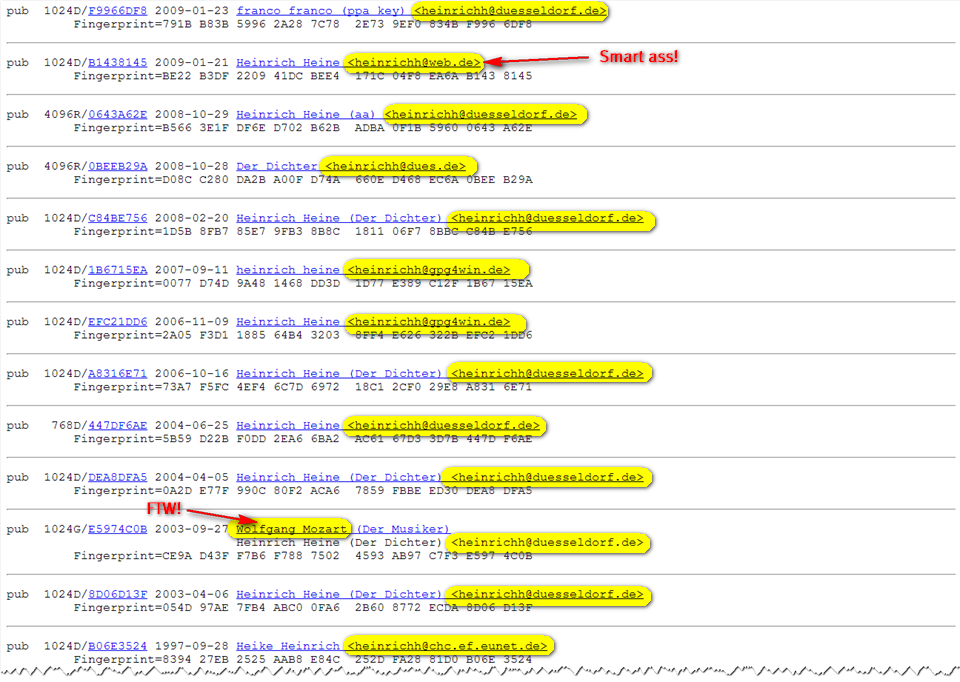 pub 1024D/F9966DF8 2009-01-23 franco franco (ppa key) <heinrichh@duesseldorf.de>
Fingerprint=791B B83B 5996 2A28 7C78 2E73 9EF0 834B F996 6DF8
pub 1024D/B1438145 2009-01-21 Heinrich Heine <heinrichh@web.de> Smart ass!
Fingerprint=BE22 B3DF 2209 41DC BEE4 171C 04F8 EA6A B143 8145
pub 4096R/0643A62E 2008-10-29 Heinrich Heine (aa) <heinrichh@duesseldorf.de>
Fingerprint=B566 3E1F DF6E D702 B62B ADBA 0F1B 5960 0643 A62E
pub 4096R/0BEEB29A 2008-10-28 Der Dichter <heinrichh@dues.de>
Fingerprint=D08C C280 DA2B A00F D74A 660E D468 EC6A 0BEE B29A
pub 1024D/C84BE756 2008-02-20 Heinrich Heine (Der Dichter) <heinrichh@duesseldorf.de>
Fingerprint=1D5B 8FB7 85E7 9FB3 8B8C 1811 06F7 8BBC C84B E756
pub 1024D/1B6715EA 2007-09-11 heinrich heine <heinrichh@gpg4win.de>
Fingerprint=0077 D74D 9A48 1468 DD3D 1D77 E389 C12F 1B67 15EA
pub 1024D/EFC21DD6 2006-11-09 Heinrich Heine <heinrichh@gpg4win.de>
Fingerprint=2A05 F3D1 1885 64B4 3203 8FF4 E626 322B EFC2 1DD6
pub 1024D/A8316E71 2006-10-16 Heinrich Heine (Der Dichter) <heinrichh@duesseldorf.de>
Fingerprint=73A7 F5FC 4EF4 6C7D 6972 18C1 2CF0 29E8 A831 6E71
pub 768D/447DF6AE 2004-06-25 Heinrich Heine <heinrichh@duesseldorf.de>
Fingerprint=5B59 D22B F0DD 2EA6 6BA2 AC61 67D3 3D7B 447D F6AE
pub 1024D/DEA8DFA5 2004-04-05 Heinrich Heine (Der Dichter) <heinrichh@duesseldorf.de>
Fingerprint=0A2D E77F 990C 80F2 ACA6 7859 FBBE ED30 DEA8 DFA5
FTW!
pub 1024G/E5974C0B 2003-09-27 Wolfgang Mozart (Der Musiker)
Heinrich Heine (Der Dichter) <heinrichh@duesseldorf.de>
Fingerprint=CE9A D43F F7B6 F788 7502 4593 AB97 C7F3 E597 4C0B
pub 1024D/8D06D13F 2003-04-06 Heinrich Heine (Der Dichter) <heinrichh@duesseldorf.de>
Fingerprint=054D 97AE 7FB4 ABC0 0FA6 2B60 8772 ECDA 8D06 D13F
pub 1024D/B06E3524 1997-09-28 Heike Heinrich <heinrichh@chc.ef.eunet.de>
Fingerprint=8394 27EB 2525 AAB8 E84C 252D FA28 81D0 B06E 3524